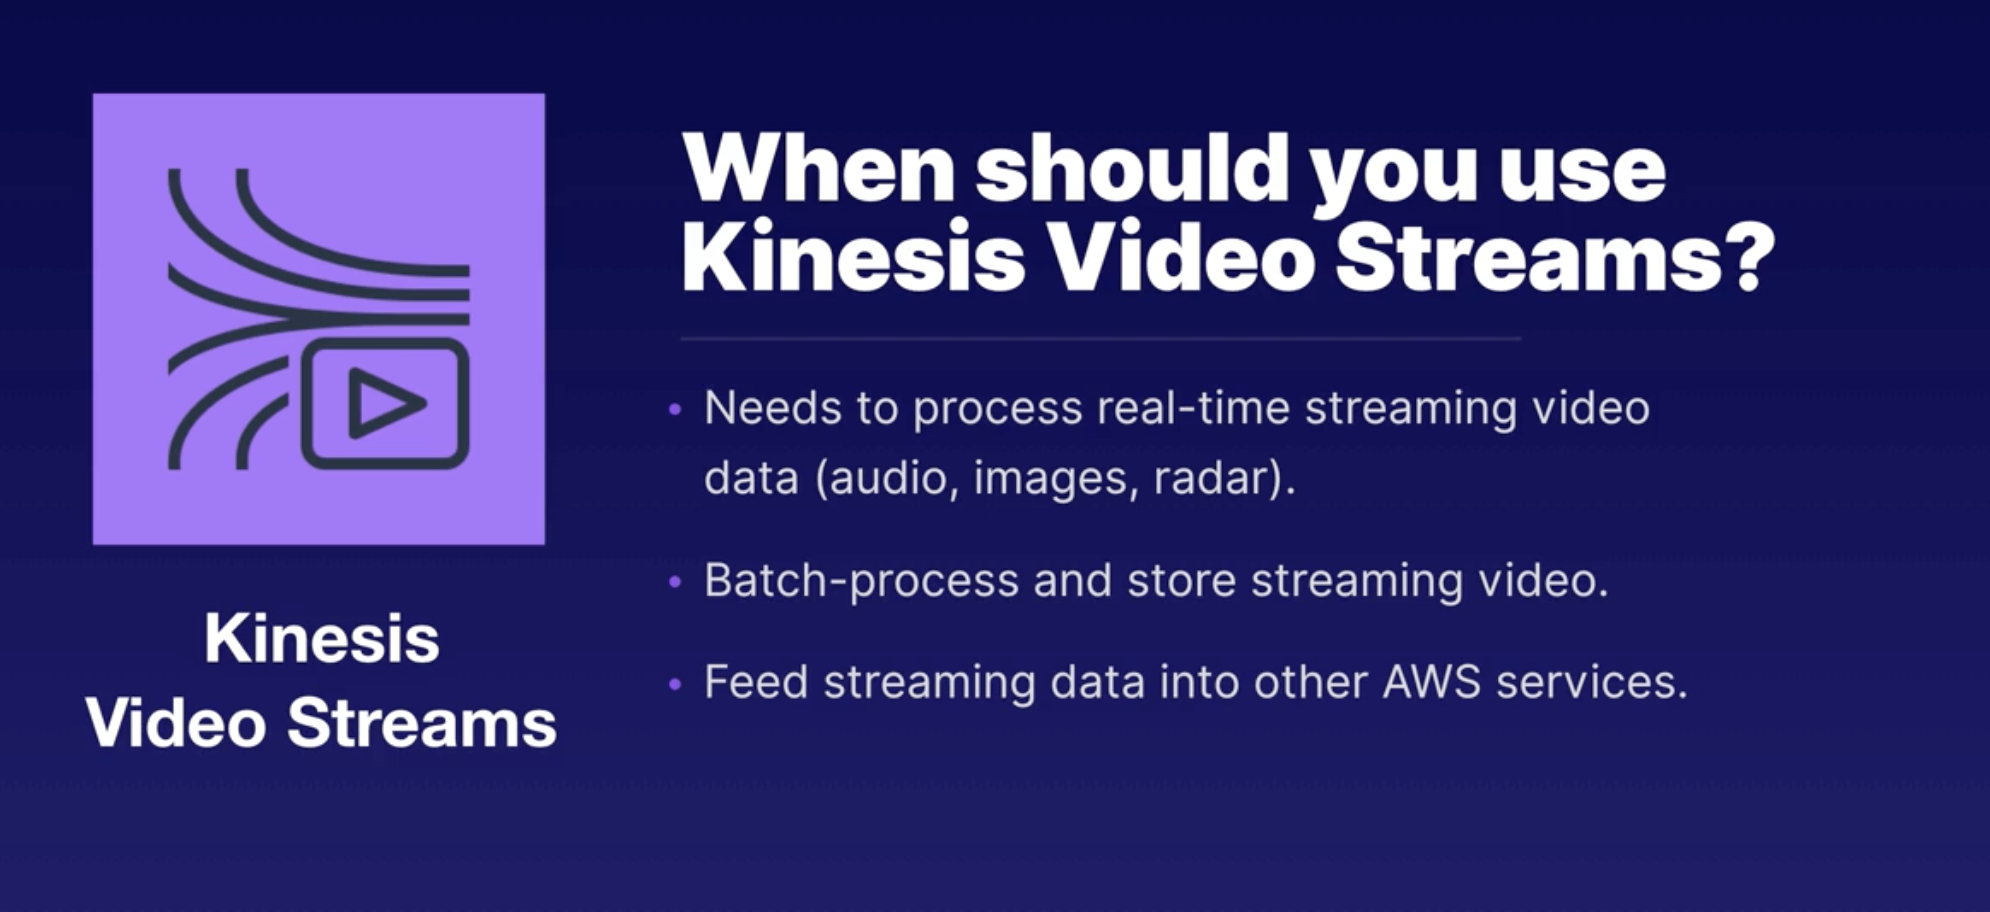 Kinesis
Video Streams
When should you use
Kinesis Video Streams?
• Needs to process real-time streaming video
data (audio, images, radar).
• Batch-process and store streaming video.
• Feed streaming data into other AWS services.